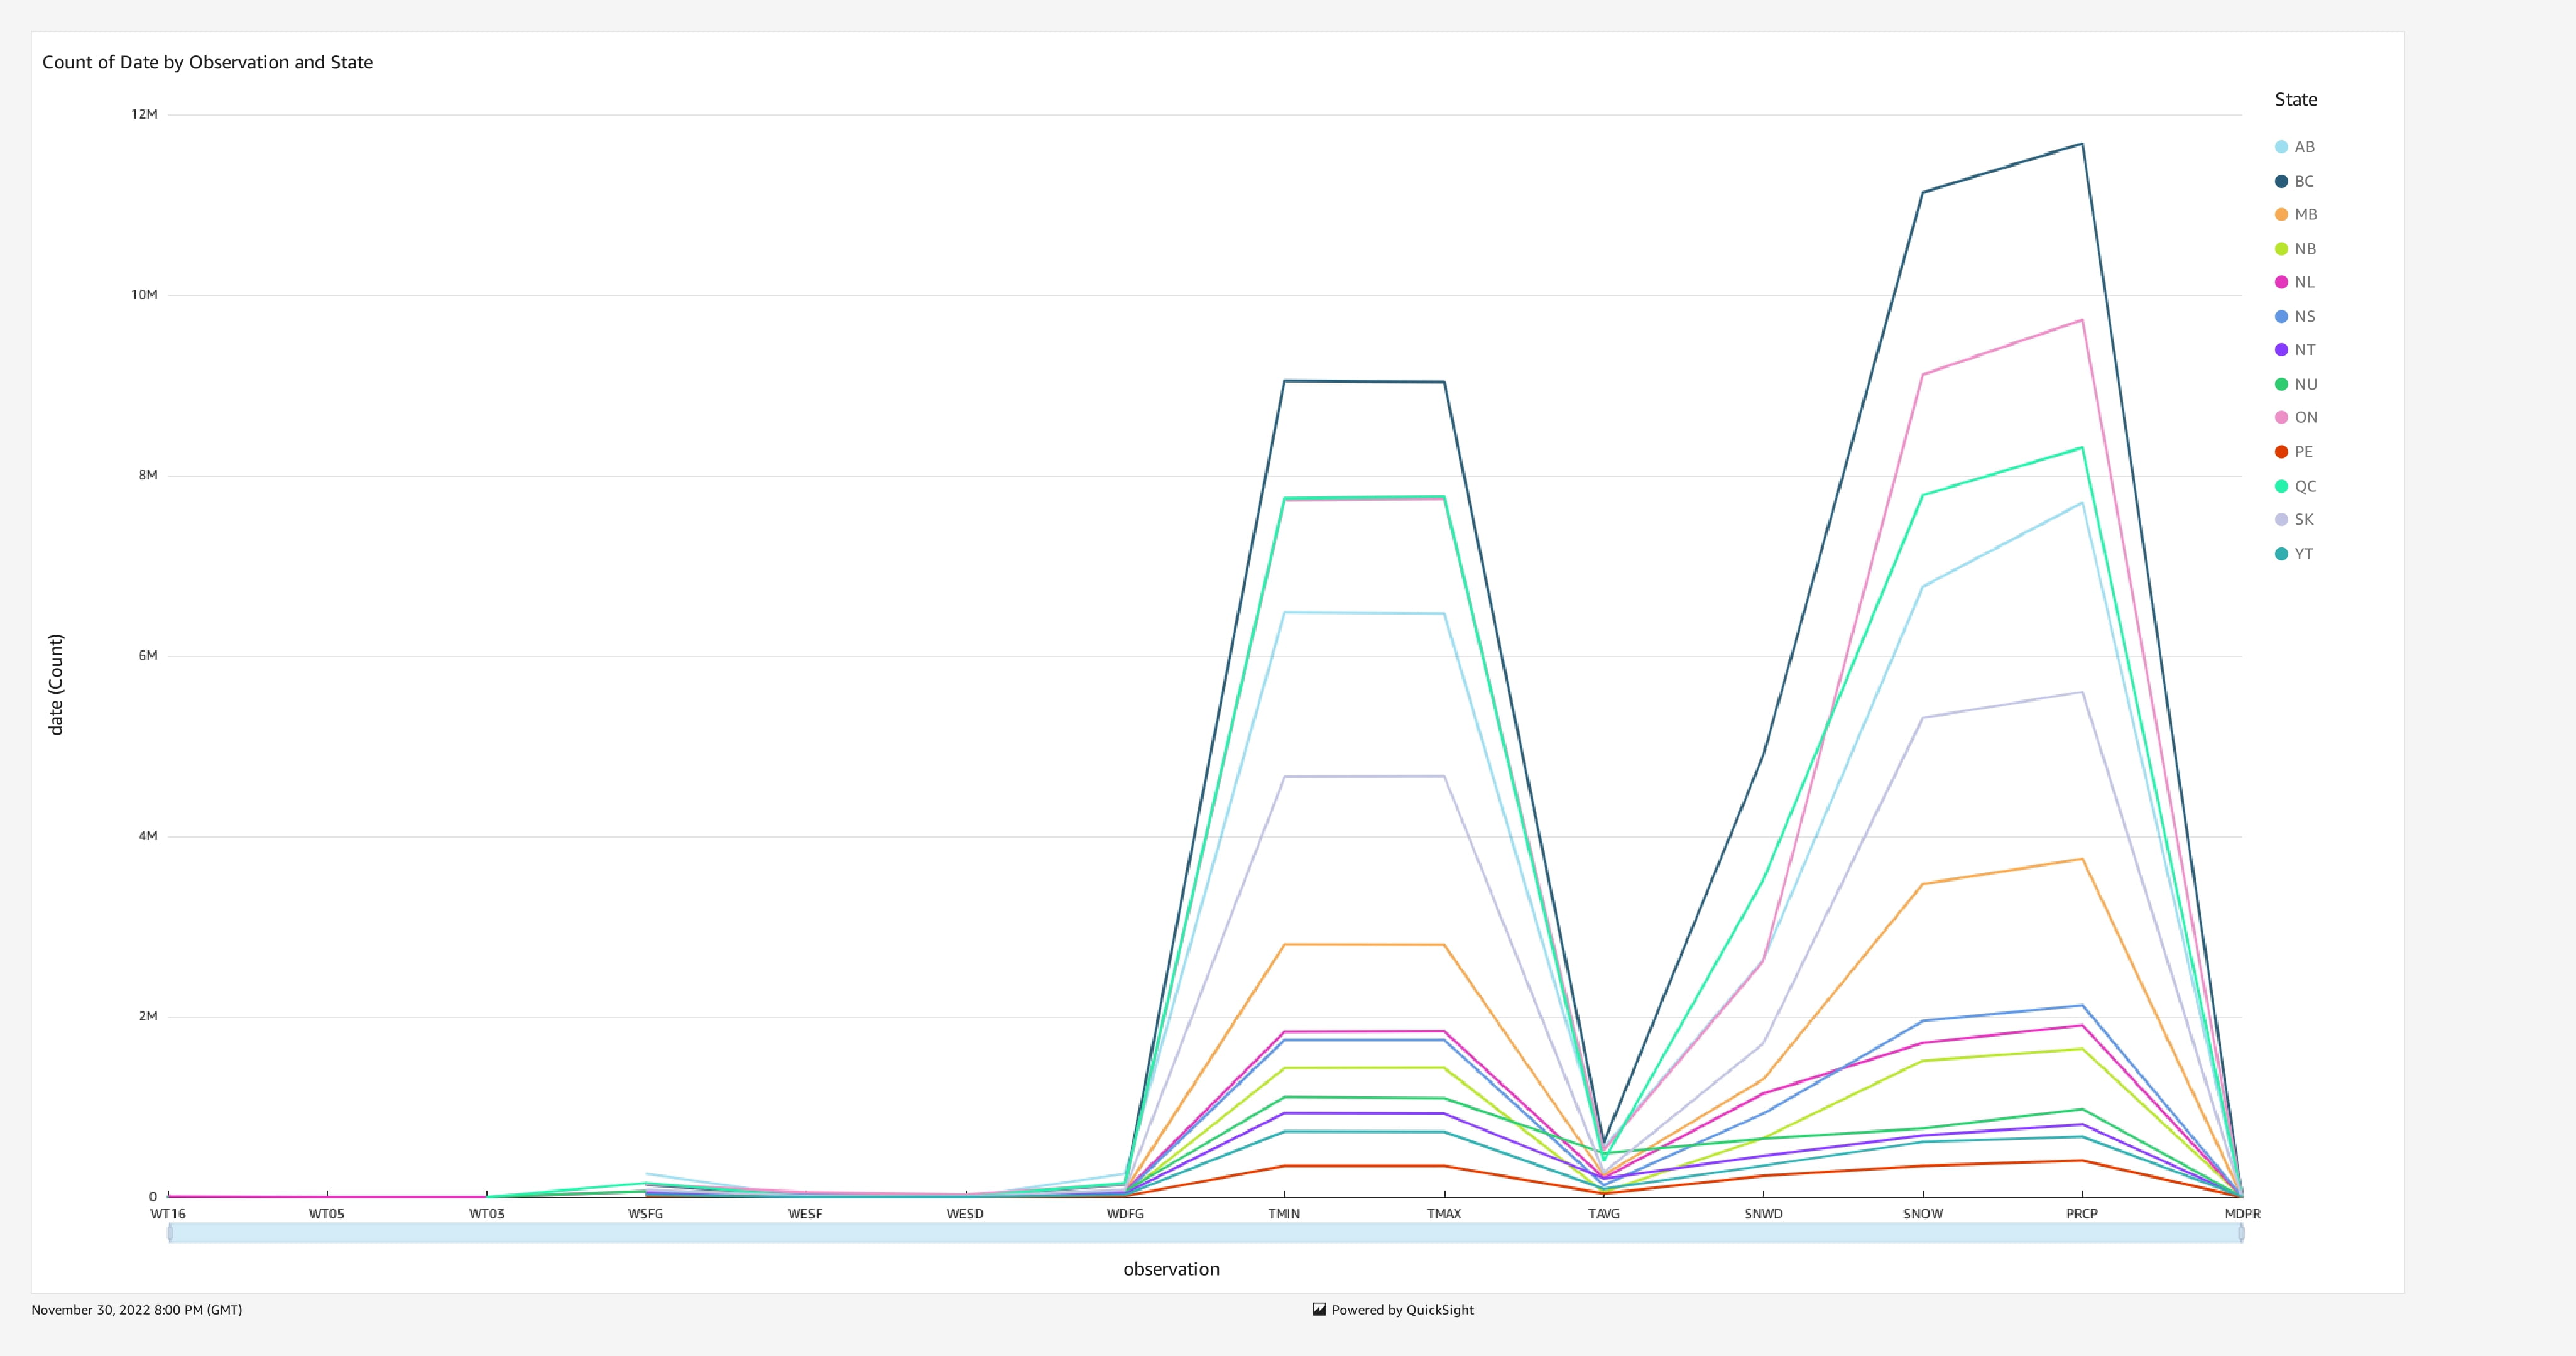 Count of Date by Observation and State
State
12M
10M
8M
6M
4M
2M
0
date (Count)
AB
BC
MB
NB
NL
NS
NT
NU
ON
PE
QC
SK
YT
WT16 WT05 WT03 WSFG WESF WESD WDFG TMIN TMAX TAVG SNWD SNOW PRCP MDPR
observation
November 30, 2022 8:00 PM (GMT)
Powered by QuickSight